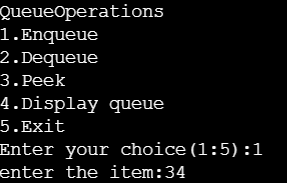 QueueOperations
1.Enqueue
2.Dequeue
3.Peek
4.Display queue
5.Exit
Enter your choice(1:5):1
enter the item:34